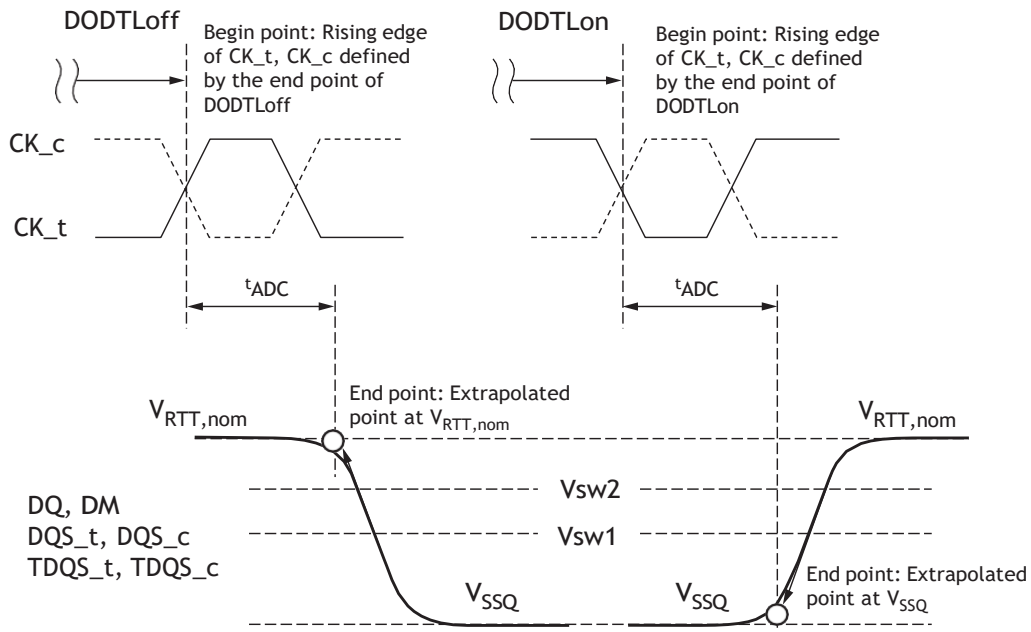 DODTLoff
Begin point: Rising edge
of CK_t, CK_c defined
by the end point of
DODTLoff
DODTLon
Begin point: Rising edge
of CK_t, CK_c defined
by the end point of
DODTLon
CK_c
CK_t
tADC
tADC
End point: Extrapolated
point at VRTT,nom
VRTT,nom
VRTT,nom
Vsw2
Vsw1
DQ, DM
DQS_t, DQS_c
TDQS_t, TDQS_c
VSSQ
VSSQ
End point: Extrapolated
point at VSSQ